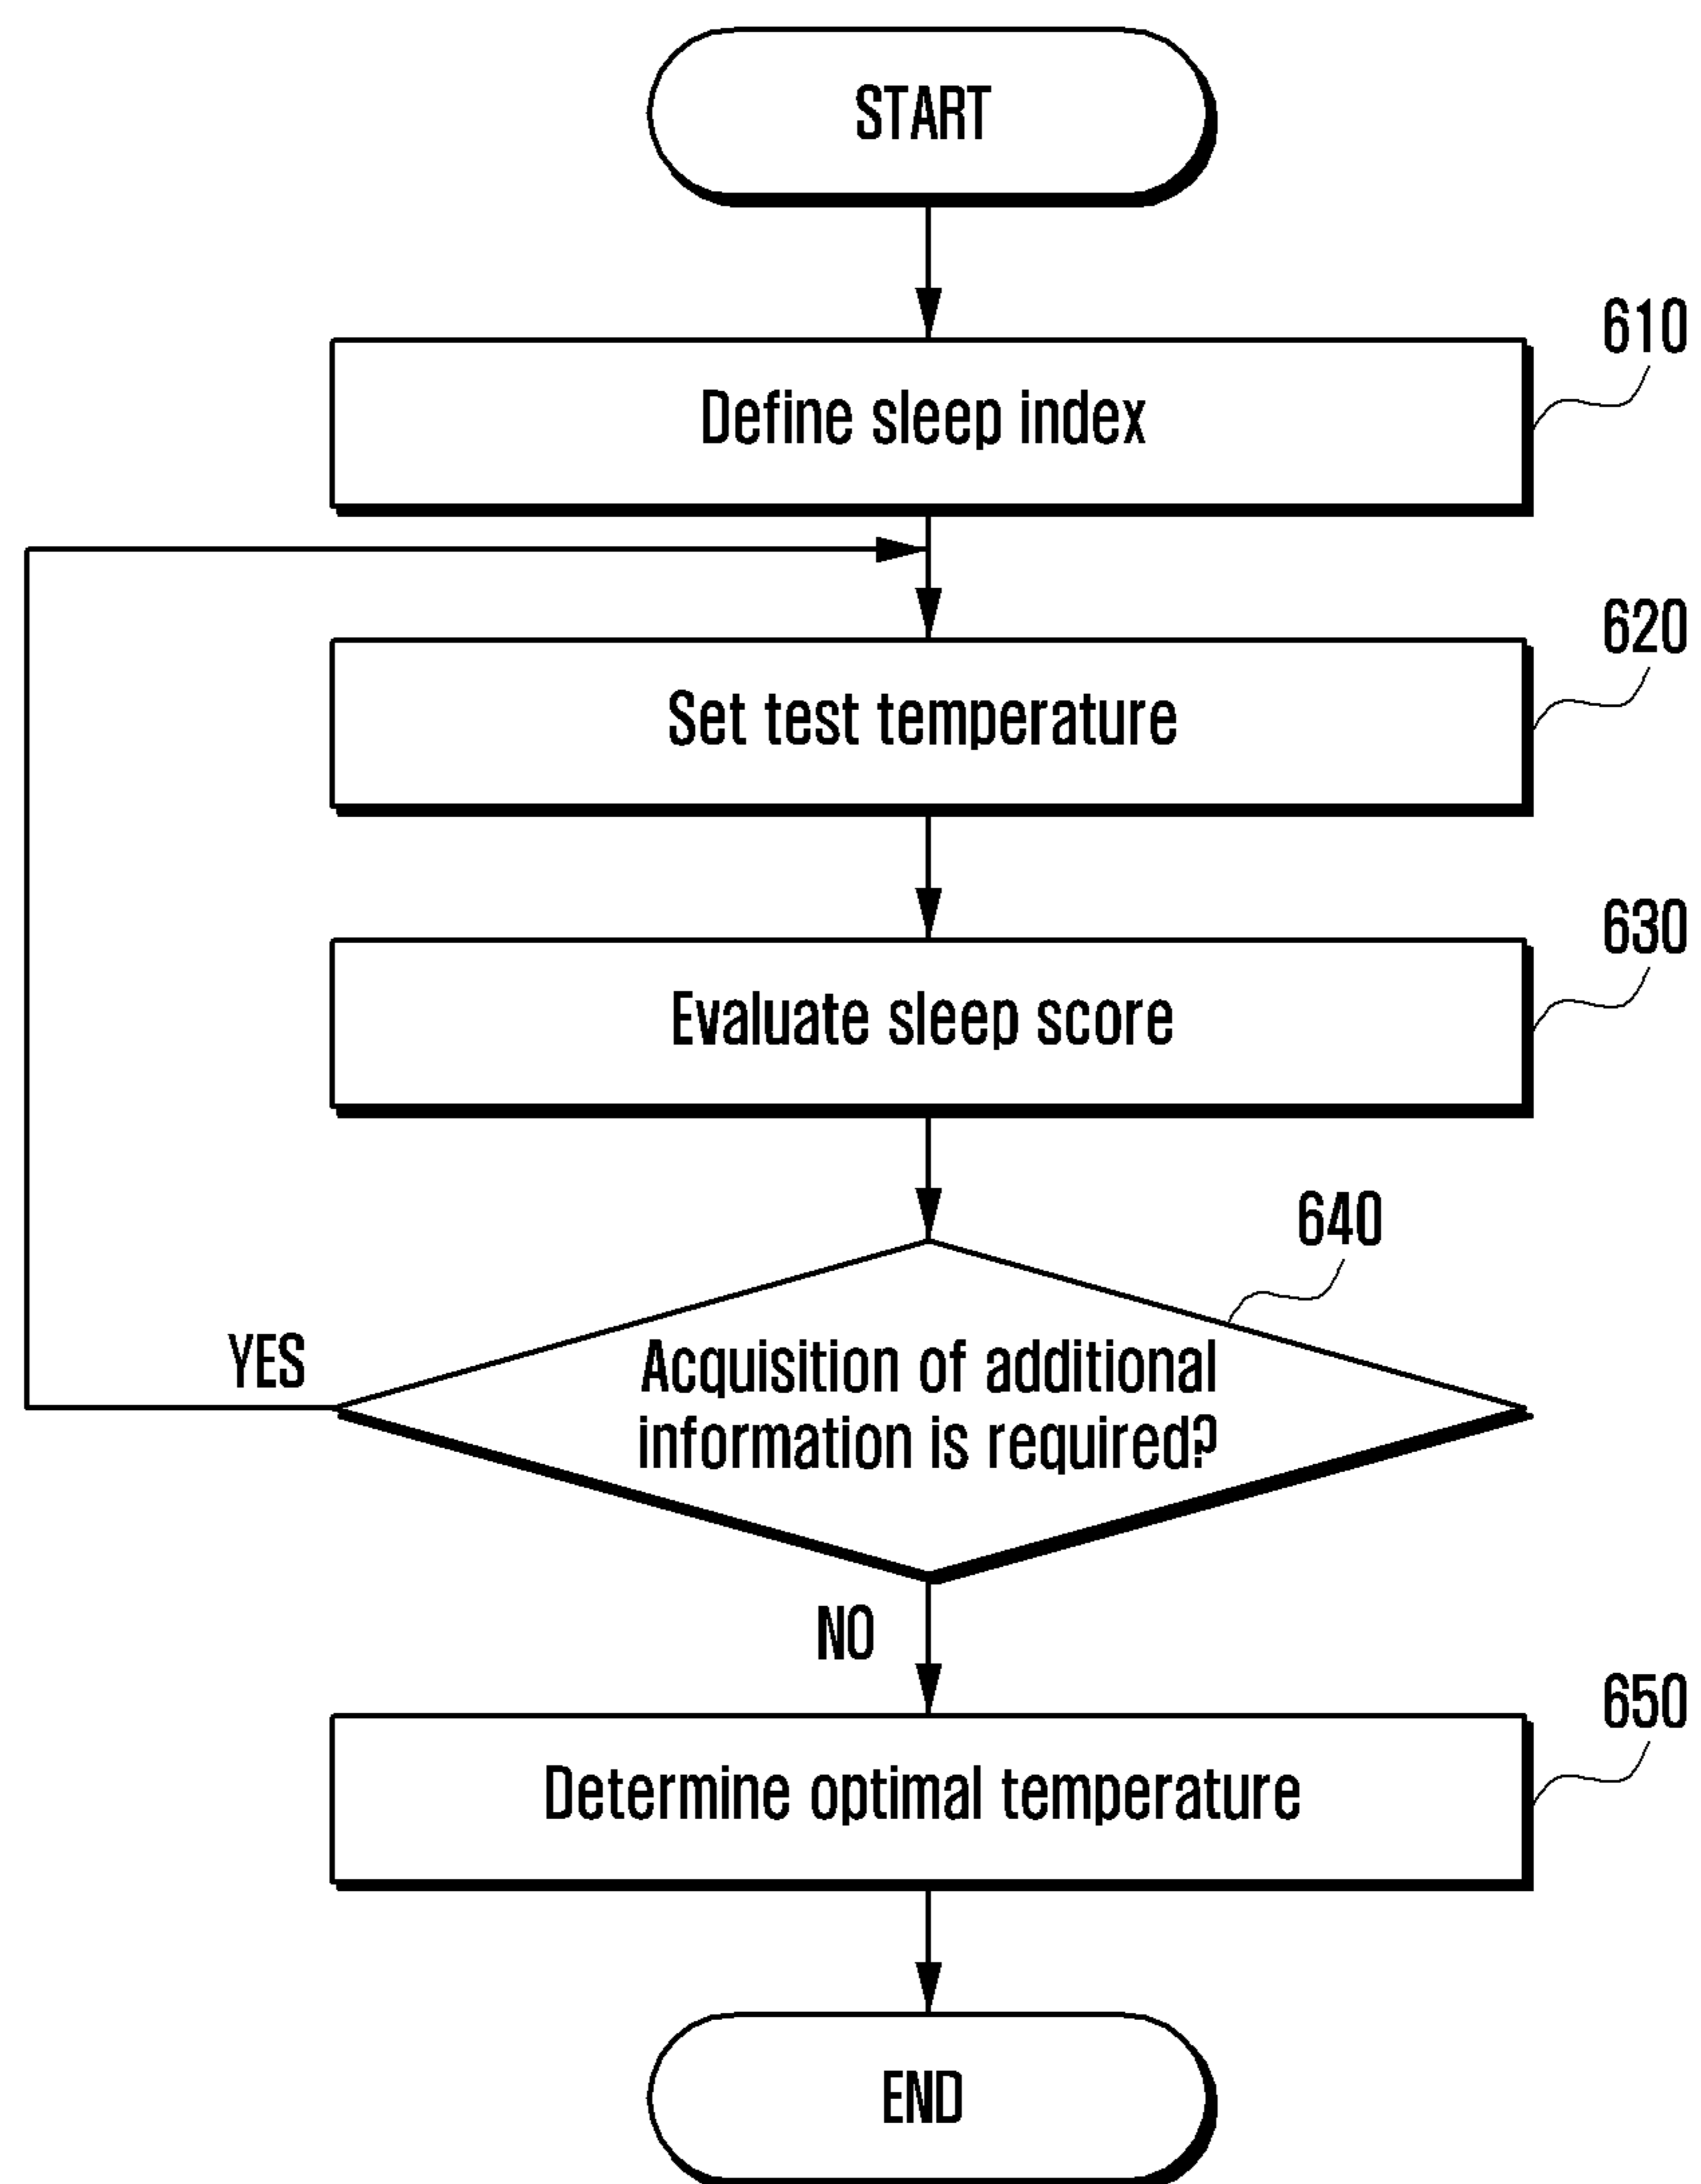 START
610
Define sleep index
620
Set test temperature
630
Evaluate sleep score
640
YES
Acquisition of additional
information is required?
NO
650
Determine optimal temperature
END